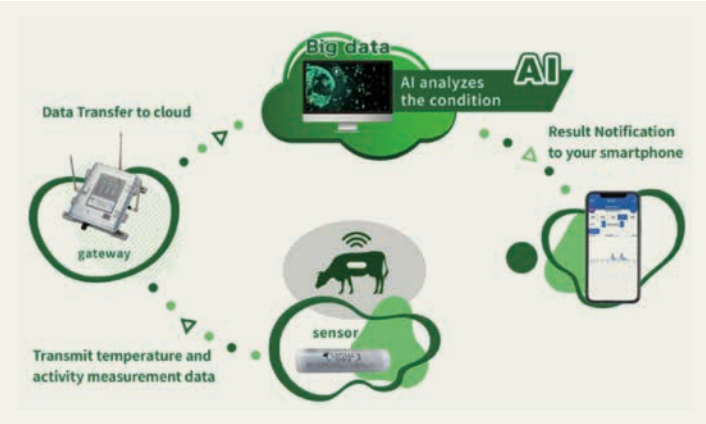 Big data
AI
AI analyzes
the condition
Data Transfer to cloud
Result Notification
to your smartphone
gateway
sensor
Transmit temperature and
activity measurement data